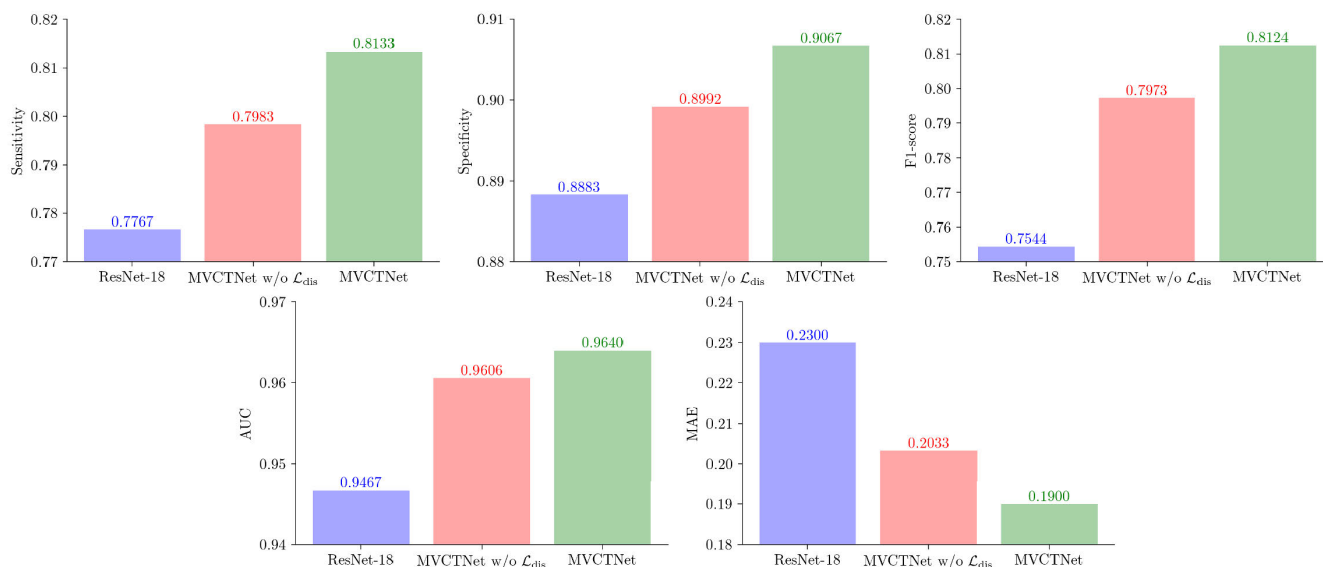 0.82
0.81
0.80
0.79
0.78
0.77
Sensitivity
0.7767
0.7983
0.8133
ResNet-18
MVCTNet w/o ℒdis
MVCTNet
0.91
0.90
0.89
0.88
Specificity
0.8883
0.8992
0.9067
ResNet-18
MVCTNet w/o ℒdis
MVCTNet
0.82
0.81
0.80
0.79
0.78
0.77
0.76
0.75
F1-score
0.7544
0.7973
0.8124
ResNet-18
MVCTNet w/o ℒdis
MVCTNet
0.97
0.96
0.95
0.94
AUC
0.9467
0.9606
0.9640
ResNet-18
MVCTNet w/o ℒdis
MVCTNet
0.24
0.23
0.22
0.21
0.20
0.19
0.18
MAE
0.2300
0.2033
0.1900
ResNet-18
MVCTNet w/o ℒdis
MVCTNet